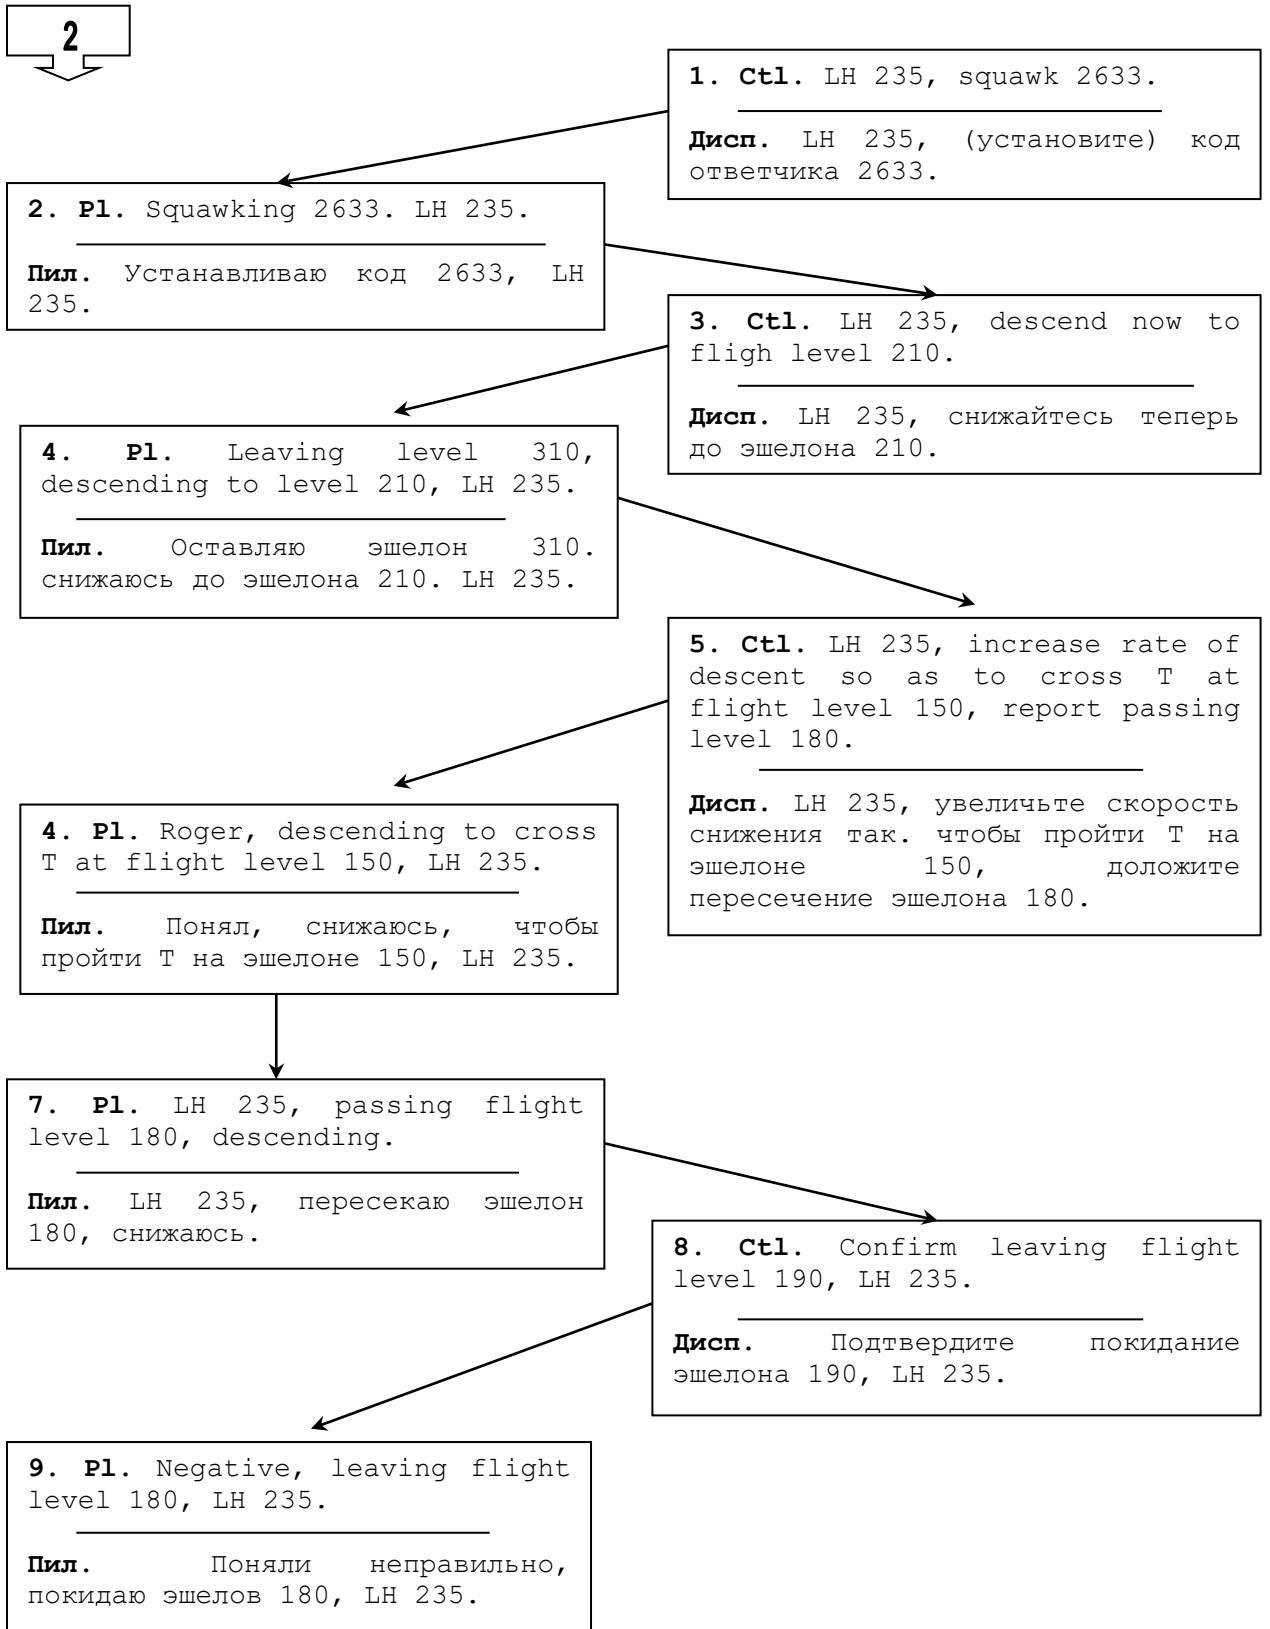 2
1. Ctl. LH 235, squawk 2633.
Дисп. LH 235, (установите) код
ответчика 2633.
2. Pl. Squawking 2633. LH 235.
Пил. Устанавливаю код 2633, LH
235.
3. Ctl. LH 235, descend now to
fligh level 210.
Дисп. LH 235, снижайтесь теперь
до эшелона 210.
4. Pl. Leaving level 310,
descending to level 210, LH 235.
Пил. Оставляю эшелон 310.
снижаюсь до эшелона 210. LH 235.
5. Ctl. LH 235, increase rate of
descent so as to cross T at
flight level 150, report passing
level 180.
Дисп. LH 235, увеличьте скорость
снижения так. чтобы пройти Т на
эшелоне 150, доложите
пересечение эшелона 180.
4. Pl. Roger, descending to cross
T at flight level 150, LH 235.
Пил. Понял, снижаюсь, чтобы
пройти Т на эшелоне 150, LH 235.
7. Pl. LH 235, passing flight
level 180, descending.
Пил. LH 235, пересекаю эшелон
180, снижаюсь.
8. Ctl. Confirm leaving flight
level 190, LH 235.
Дисп. Подтвердите покидание
эшелона 190, LH 235.
9. Pl. Negative, leaving flight
level 180, LH 235.
Пил. Поняли неправильно,
покидаю эшелов 180, LH 235.